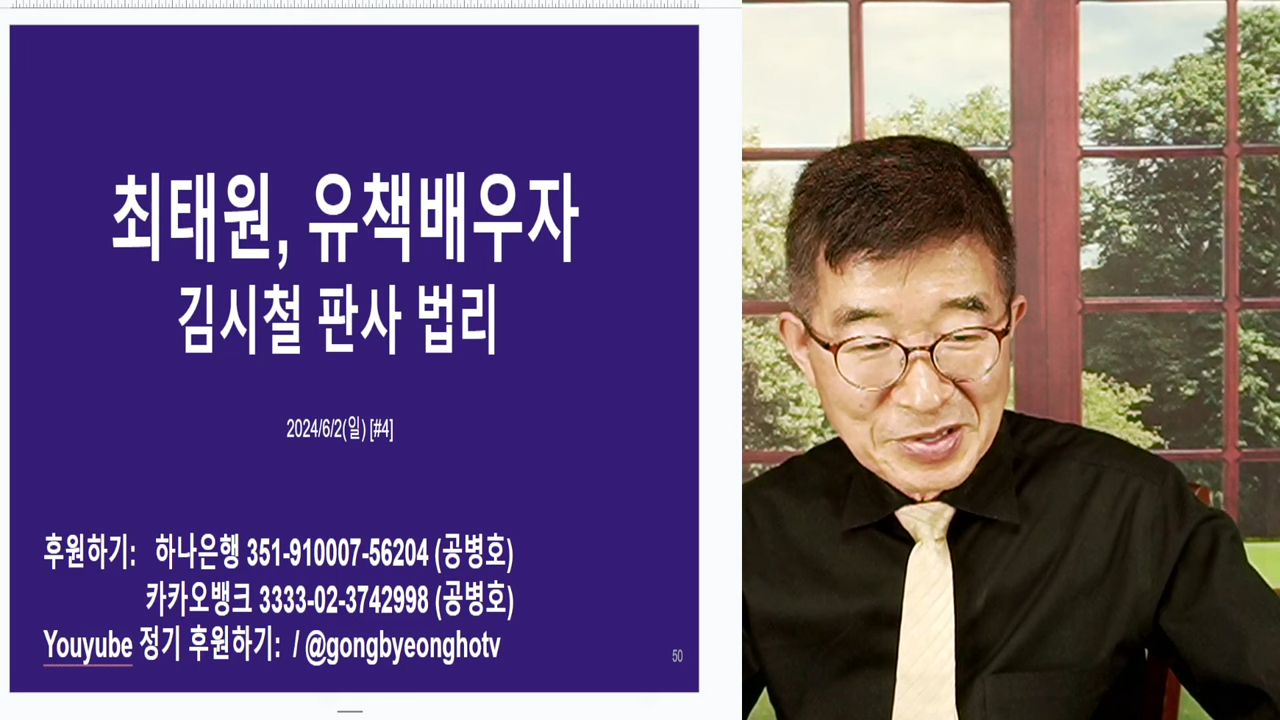 최태원, 유책배우자
김시철 판사 법리
2024/6/2(일) [#4]
후원하기: 하나은행 351-910007-56204 (공병호)
카카오뱅크 3333-02-3742998 (공병호)
Youyube 정기 후원하기: / @gongbyeonghotv
50